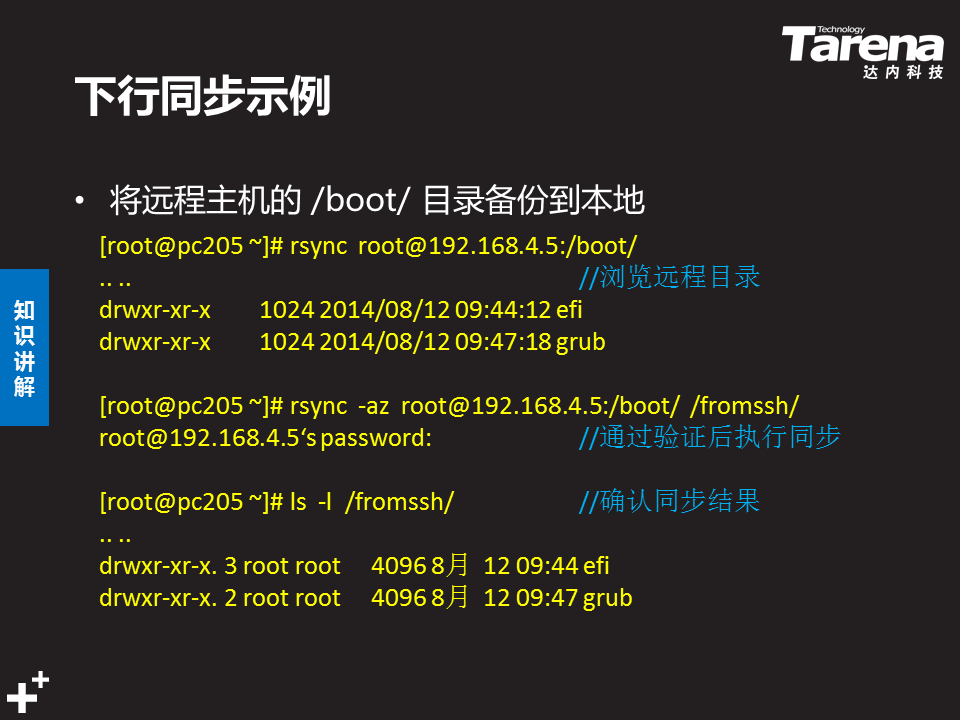 Technology
Tarena
达内科技
下行同步示例
• 将远程主机的 /boot/ 目录备份到本地
[root@pc205 ~]# rsync  root@192.168.4.5:/boot/
.. .. //浏览远程目录
drwxr-xr-x 1024 2014/08/12 09:44:12 efi
drwxr-xr-x 1024 2014/08/12 09:47:18 grub
[root@pc205 ~]# rsync  -az  root@192.168.4.5:/boot/  /fromssh/
root@192.168.4.5‘s password: //通过验证后执行同步
[root@pc205 ~]# ls  -l  /fromssh/ //确认同步结果
.. ..
drwxr-xr-x. 3 root root 4096 8月  12 09:44 efi
drwxr-xr-x. 2 root root 4096 8月  12 09:47 grub
知
识
讲
解